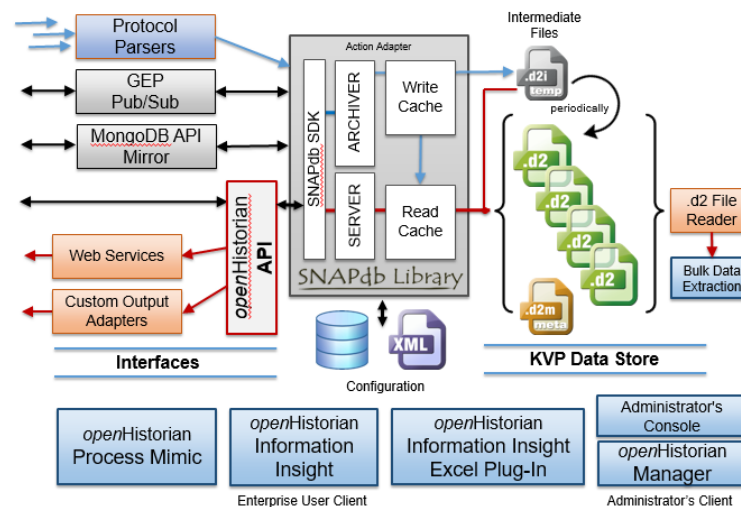 Protocol
Parsers
GEP
Pub/Sub
MongoDB API
Mirror
openHistorian
API
Web Services
Custom Output
Adapters
Interfaces
Action Adapter
SNAPdb SDK
ARCHIVER
Write
Cache
SERVER
Read
Cache
SNAPdb Library
XML
Configuration
Intermediate
Files
.d2i
temp
periodically
.d2
.d2
.d2
.d2
.d2m
meta
KVP Data Store
.d2 File
Reader
Bulk Data
Extraction
openHistorian
Process Mimic
openHistorian
Information
Insight
Enterprise User Client
openHistorian
Information Insight
Excel Plug-In
Administrator's
Console
openHistorian
Manager
Administrator's Client